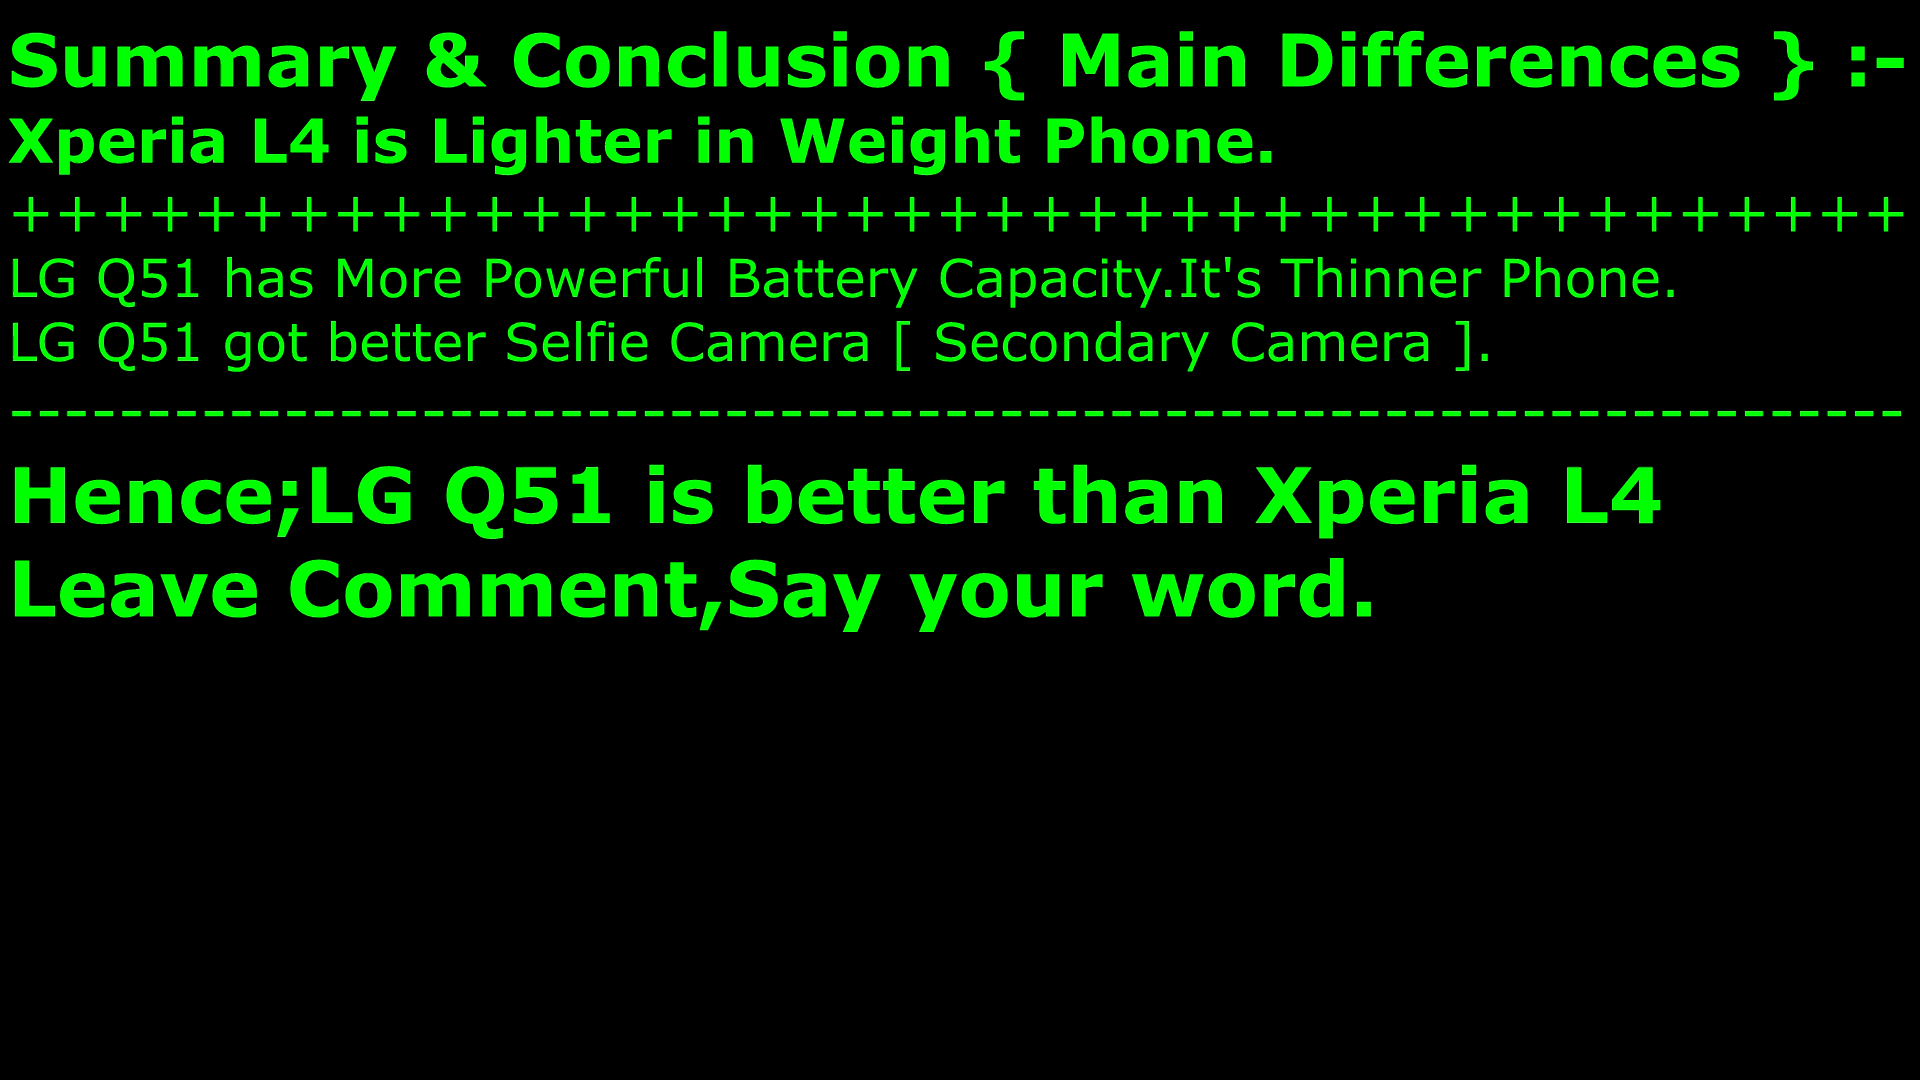 Summary & Conclusion { Main Differences } :-
Xperia L4 is Lighter in Weight Phone.
+++++++++++++++++++++++++++++++++++++++++
LG Q51 has More Powerful Battery Capacity.It's Thinner Phone.
LG Q51 got better Selfie Camera [ Secondary Camera ].
---------------------------------------------------------------------
Hence;LG Q51 is better than Xperia L4
Leave Comment,Say your word.